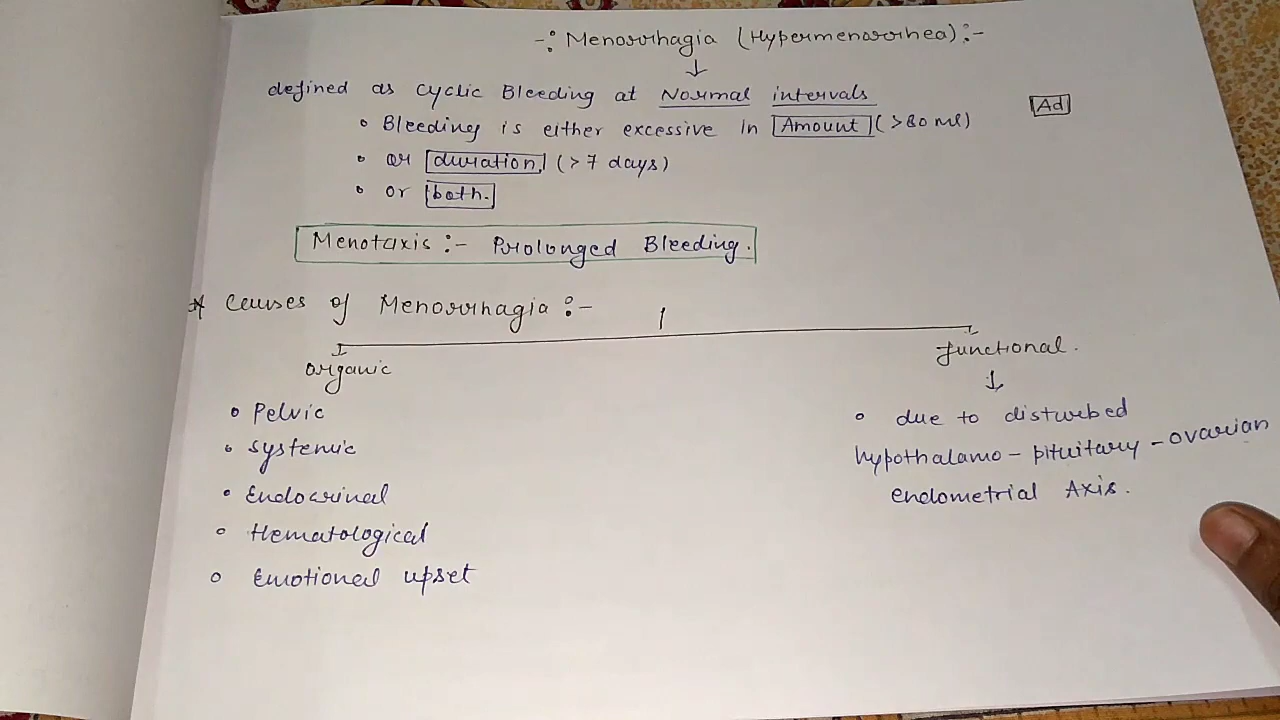 -: Menorrhagia (Hypermenorrhea):-
↓
defined as cyclic Bleeding at Normal intervals
Ad
• Bleeding is either excessive in Amount (>80 ml)
• or duration, (>7 days)
• or both.
Menotaxis :- Prolonged Bleeding.
* Causes of Menorrhagia :-
organic
functional.
• Pelvic
• Systemic
• Endocrinal
• Hematological
• Emotional upset
• due to disturbed
hypothalamo - pituitary - ovarian
endometrial Axis.